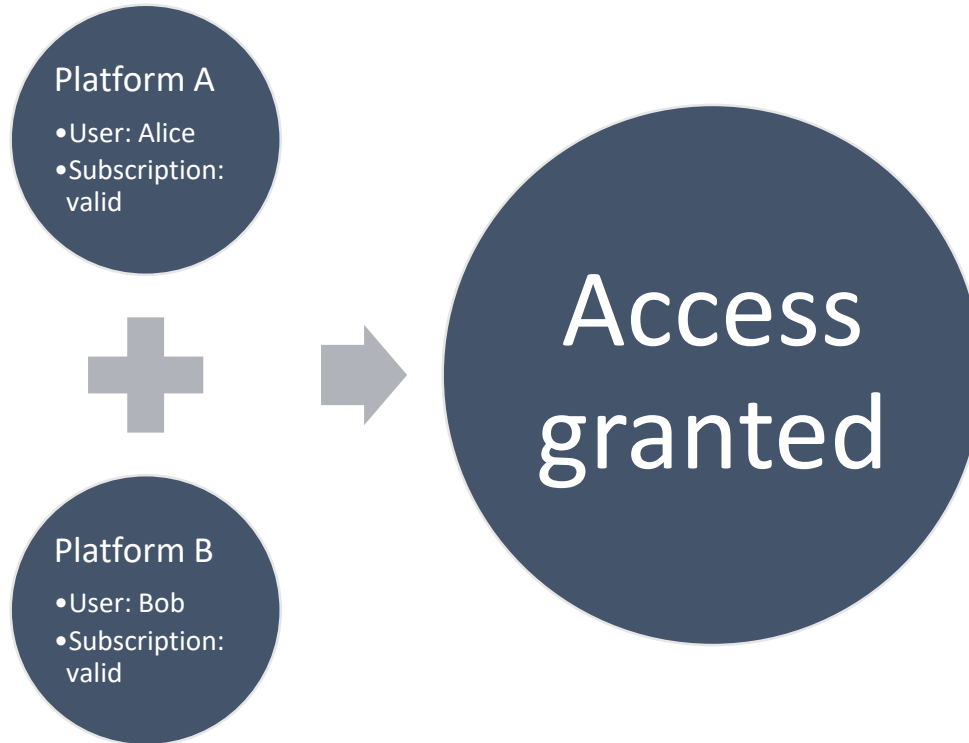 Platform A
•User: Alice
•Subscription:
valid
Platform B
•User: Bob
•Subscription:
valid
Access
granted